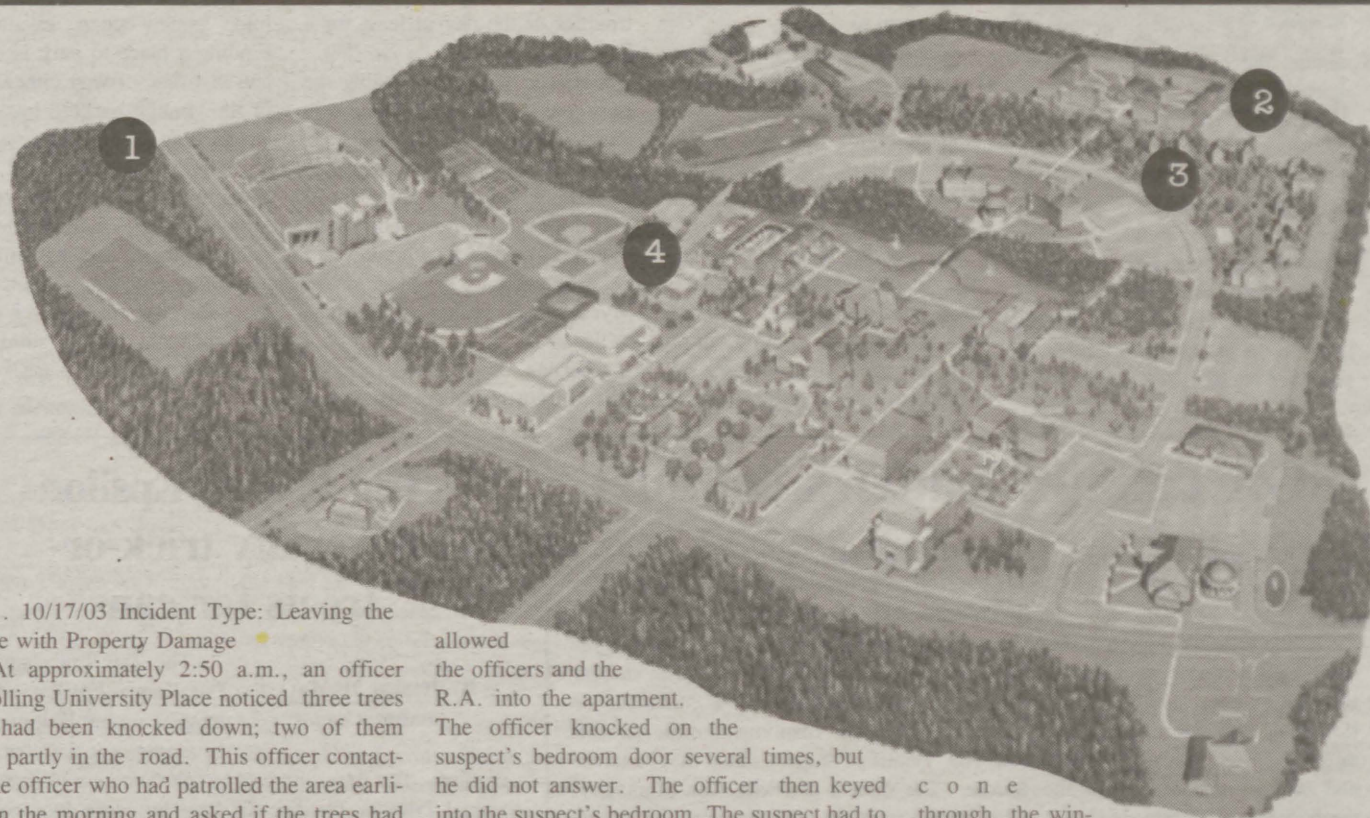 1
2
3
4
. 10/17/03 Incident Type: Leaving the
e with Property Damage
At approximately 2:50 a.m., an officer
olling University Place noticed three trees
had been knocked down; two of them
partly in the road. This officer contact-
e officer who had patrolled the area earli-
n the morning and asked if the trees had
allowed
the officers and the
R.A. into the apartment.
The officer knocked on the
suspect's bedroom door several times, but
he did not answer. The officer then keyed
into the suspect's bedroom. The suspect had to
c o n e
through the win-